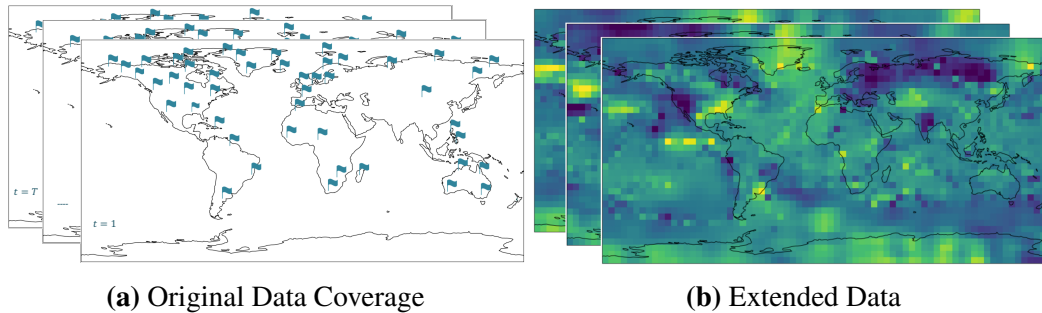 t = T
....
t = 1
(a) Original Data Coverage
(b) Extended Data